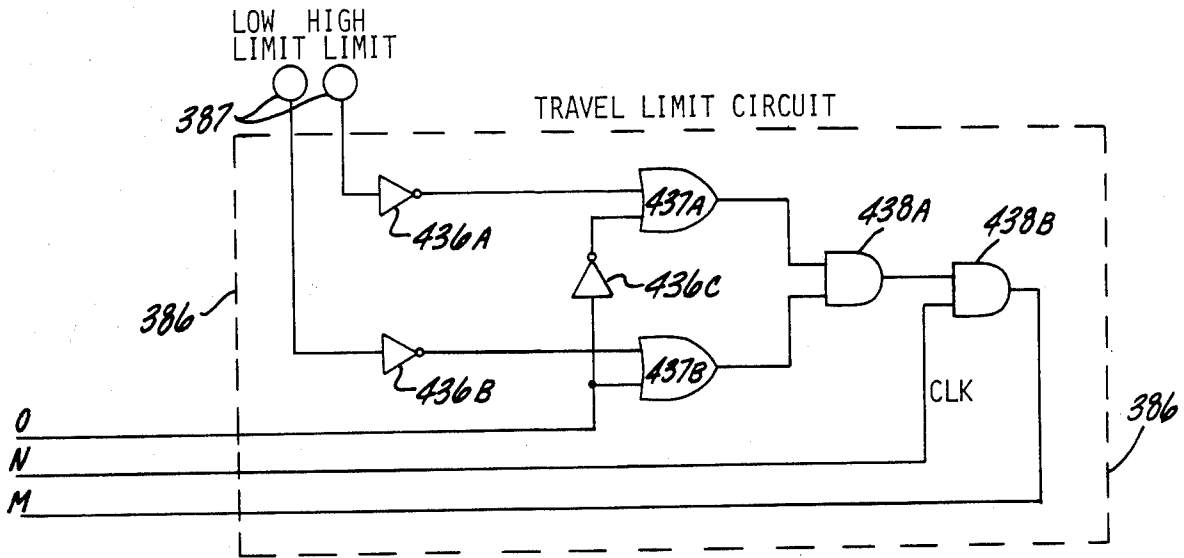 LOW HIGH
LIMIT LIMIT
387
TRAVEL LIMIT CIRCUIT
437A
438A
438B
436A
436C
386
437B
436B
CLK
386
O
N
M